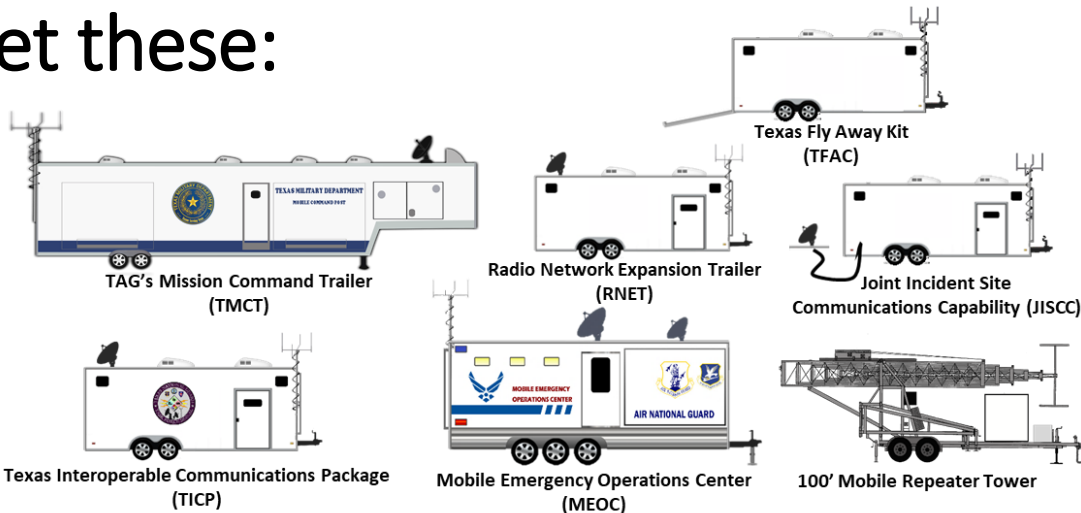 et these:
Texas Fly Away Kit
(TFAC)
TEXAS MILITARY DEPARTMENT
MOBILE COMMAND POST
TAG's Mission Command Trailer
(TMCT)
Radio Network Expansion Trailer
(RNET)
Joint Incident Site
Communications Capability (JISCC)
MOBILE EMERGENCY
OPERATIONS CENTER
AIR NATIONAL GUARD
Texas Interoperable Communications Package
(TICP)
Mobile Emergency Operations Center
(MEOC)
100' Mobile Repeater Tower